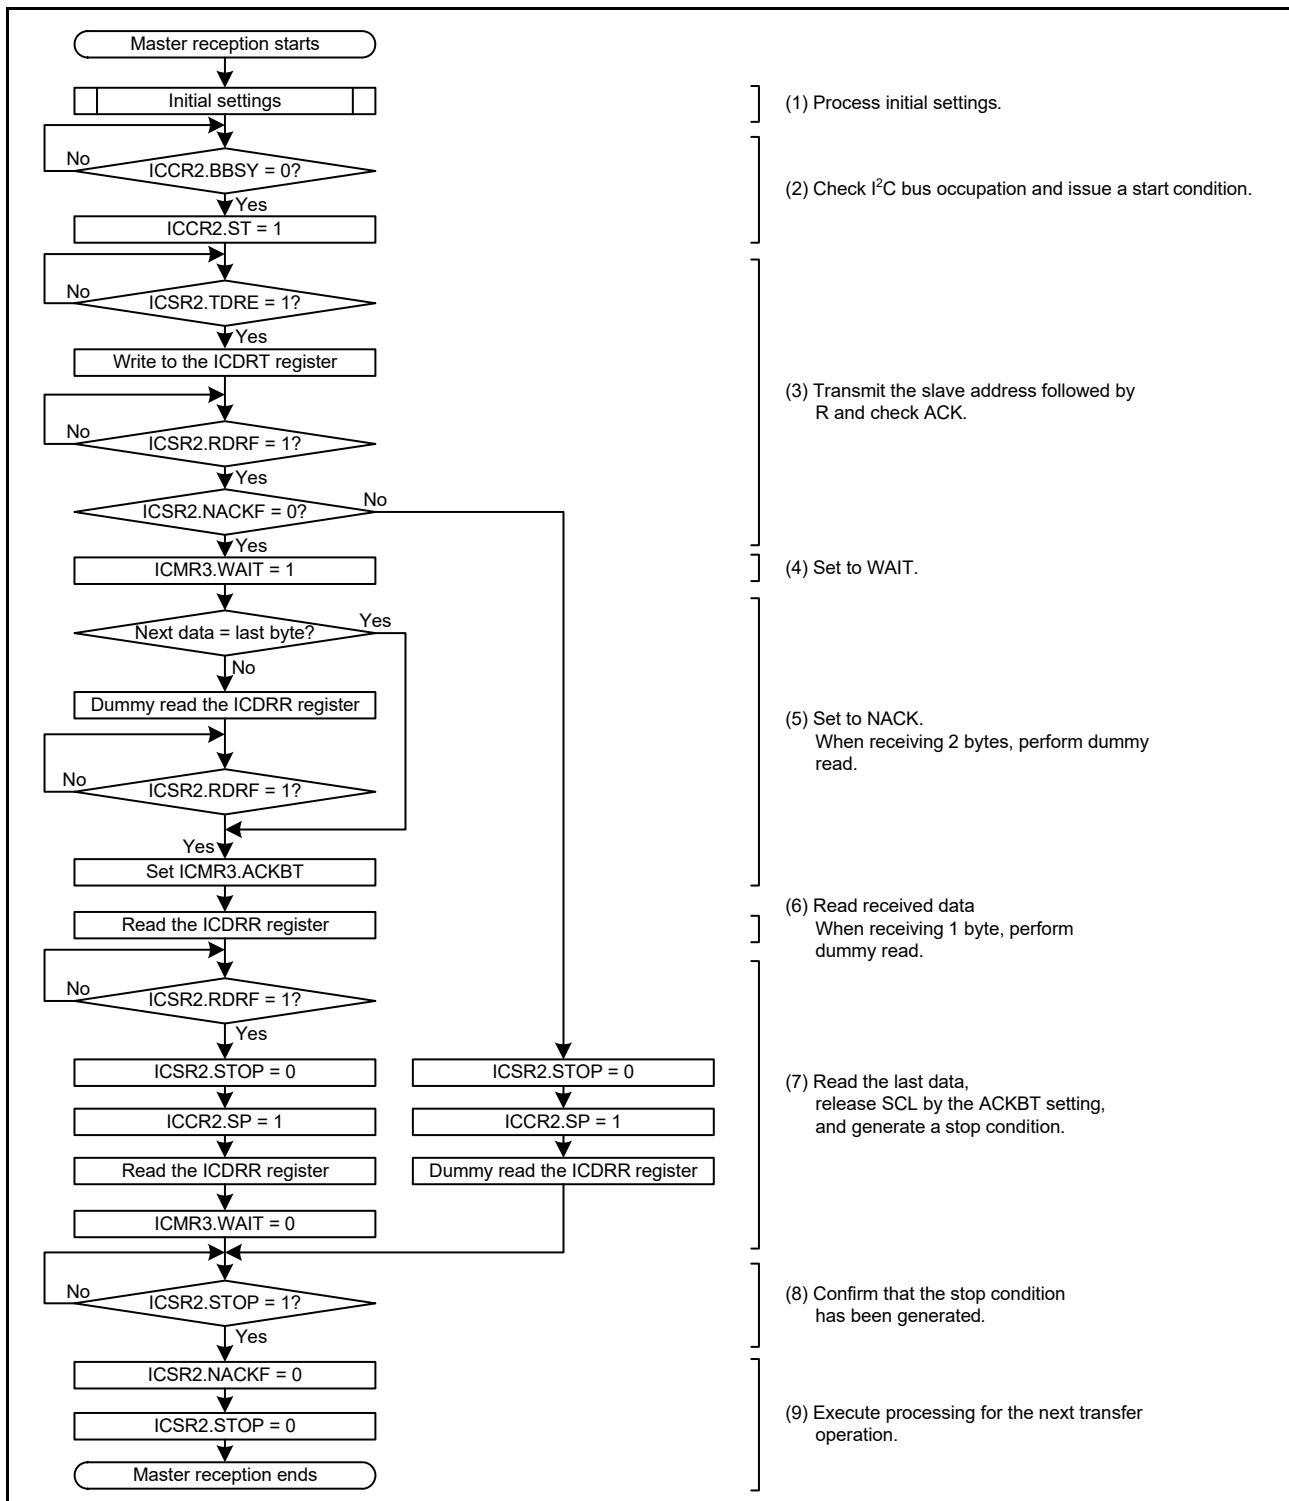 Master reception starts
Initial settings
(1) Process initial settings.
No
ICCR2.BBSY = 0?
Yes
(2) Check I²C bus occupation and issue a start condition.
ICCR2.ST = 1
No
ICSR2.TDRE = 1?
Yes
Write to the ICDRT register
(3) Transmit the slave address followed by
R and check ACK.
No
ICSR2.RDRF = 1?
Yes
ICSR2.NACKF = 0?
No
Yes
ICMR3.WAIT = 1
(4) Set to WAIT.
Next data = last byte?
Yes
No
Dummy read the ICDRR register
(5) Set to NACK.
When receiving 2 bytes, perform dummy
read.
No
ICSR2.RDRF = 1?
Yes
Set ICMR3.ACKBT
(6) Read received data
When receiving 1 byte, perform
dummy read.
Read the ICDRR register
No
ICSR2.RDRF = 1?
Yes
ICSR2.STOP = 0
ICCR2.SP = 1
Read the ICDRR register
ICMR3.WAIT = 0
ICSR2.STOP = 0
ICCR2.SP = 1
Dummy read the ICDRR register
(7) Read the last data,
release SCL by the ACKBT setting,
and generate a stop condition.
No
ICSR2.STOP = 1?
Yes
(8) Confirm that the stop condition
has been generated.
ICSR2.NACKF = 0
ICSR2.STOP = 0
(9) Execute processing for the next transfer
operation.
Master reception ends